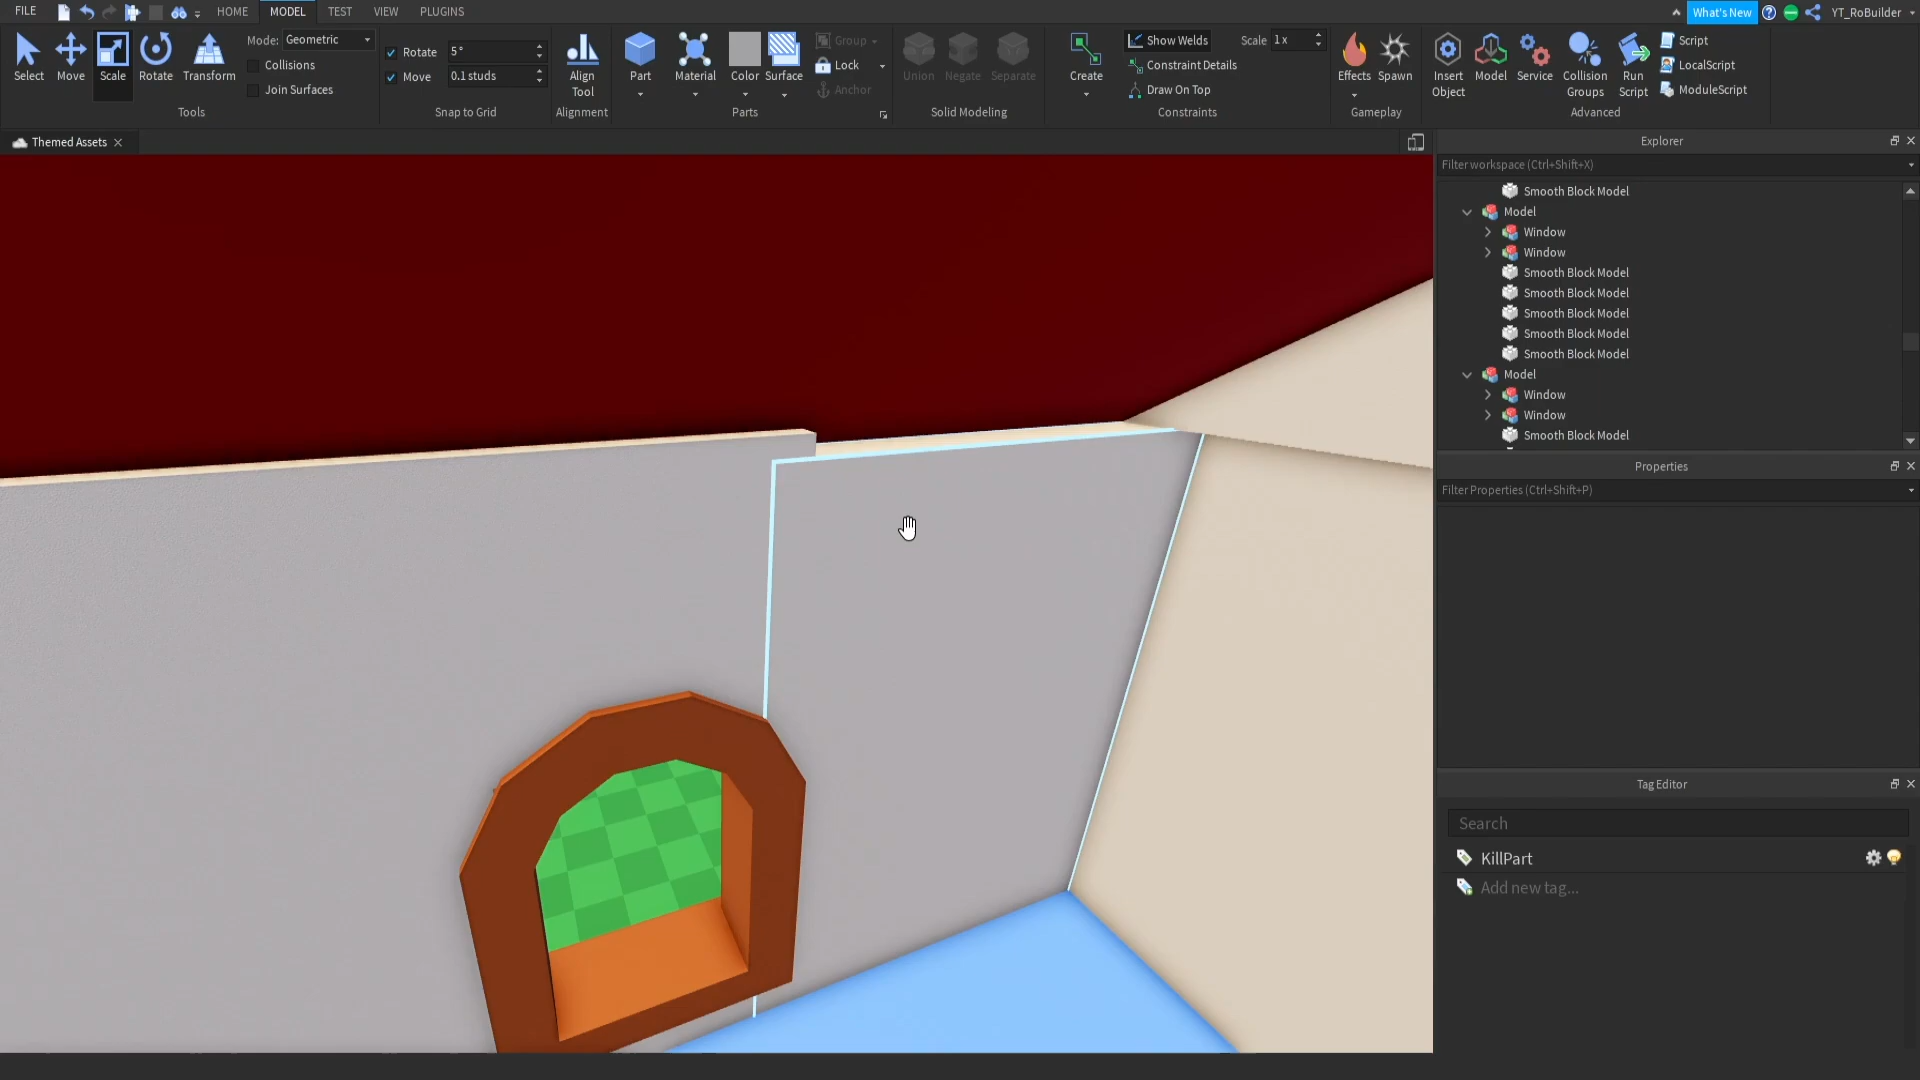 FILE HOME MODEL TEST VIEW PLUGINS What's New YT_RoBuilder
Select Move Scale Rotate Transform
Mode: Geometric
Collisions
Join Surfaces
Tools
Rotate 5°
Move 0.1 studs
Snap to Grid
Align
Tool
Alignment
Part Material Color Surface
Group
Lock
Anchor
Parts
Union Negate Separate
Solid Modeling
Create
Show Welds
Constraint Details
Draw On Top
Scale 1x
Constraints
Effects Spawn
Gameplay
Insert
Object
Model
Service
Collision
Groups
Run
Script
Script
LocalScript
ModuleScript
Advanced
Themed Assets
Explorer
Filter workspace (Ctrl+Shift+X)
Smooth Block Model
Model
Window
Window
Smooth Block Model
Smooth Block Model
Smooth Block Model
Smooth Block Model
Smooth Block Model
Model
Window
Window
Smooth Block Model
Properties
Filter Properties (Ctrl+Shift+P)
Tag Editor
Search
KillPart
Add new tag...